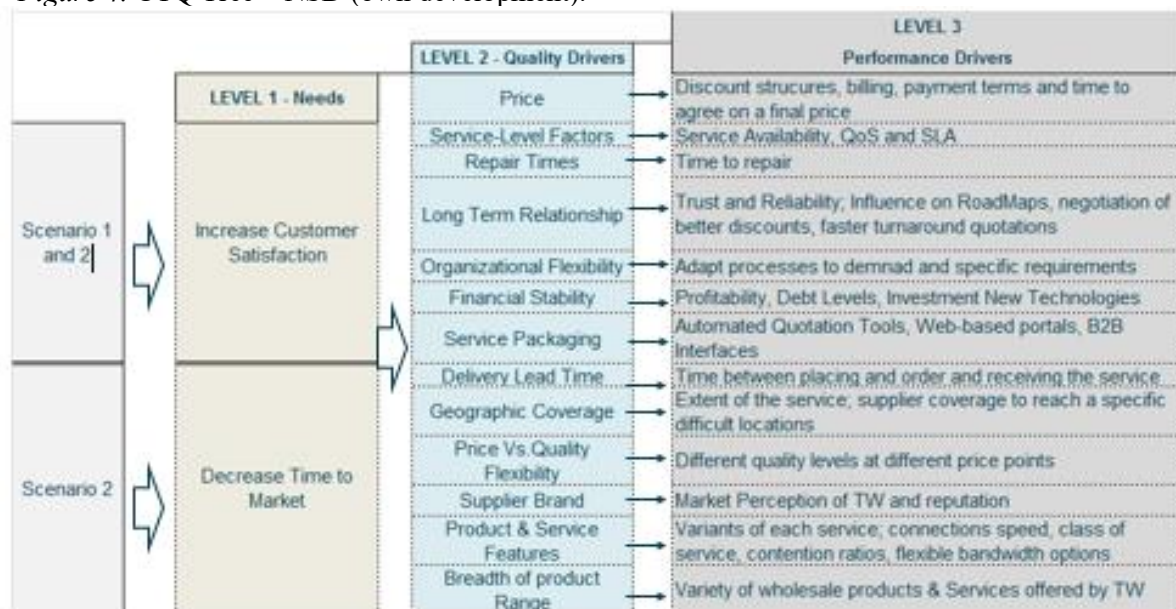 LEVEL 3
Performance Drivers
LEVEL 2 - Quality Drivers
LEVEL 1 - Needs
Price
Discount strucures, billing, payment terms and time to
agree on a final price
Service-Level Factors
Service Availability, QoS and SLA
Repair Times
Time to repair
Scenario 1
and 2
Increase Customer
Satisfaction
Long Term Relationship
Trust and Reliability; Influence on RoadMaps, negotiation of
better discounts, faster turnaround quotations
Organizational Flexibility
Adapt processes to demnad and specific requirements
Financial Stability
Profitability, Debt Levels, Investment New Technologies
Service Packaging
Automated Quotation Tools, Web-based portals, B2B
Interfaces
Delivery Lead Time
Time between placing and order and receiving the service
Geographic Coverage
Extent of the service; supplier coverage to reach a specific
difficult locations
Scenario 2
Decrease Time to
Market
Price Vs.Quality
Flexibility
Different quality levels at different price points
Supplier Brand
Market Perception of TW and reputation
Product & Service
Features
Variants of each service; connections speed, class of
service, contention ratios, flexible bandwidth options
Breadth of product
Range
Variety of wholesale products & Services offered by TW